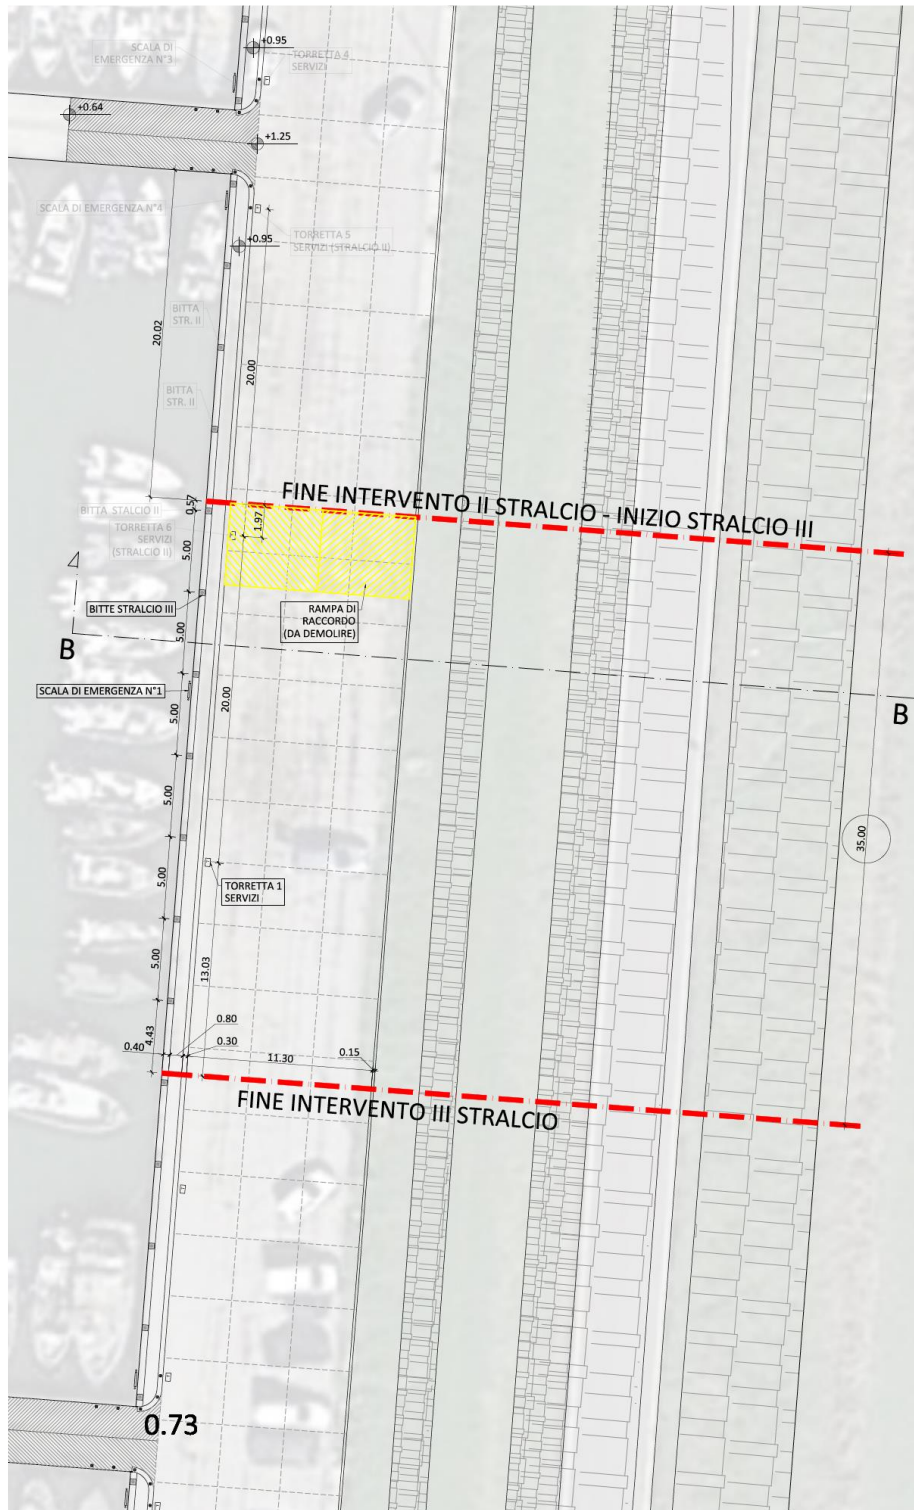 SCALA DI
EMERGENZA N°3
+0.95
TORRETTA 4
SERVIZI
+0.64
+1.25
SCALA DI EMERGENZA N°4
TORRETTA 5
SERVIZI (STRALCIO II)
+0.95
BITTA
STR. II
20.02
20.00
BITTA
STR. II
FINE INTERVENTO II STRALCIO - INIZIO STRALCIO III
0.57
BITTA STALCIO II
TORRETTA 6
SERVIZI
(STRALCIO II)
1.97
5.00
BITTE STRALCIO III
RAMPA DI
RACCORDO
(DA DEMOLIRE)
5.00
B
SCALA DI EMERGENZA N°1
20.00
5.00
B
5.00
35.00
5.00
TORRETTA 1
SERVIZI
5.00
13.03
0.80
4.43
0.40
0.30
11.30
0.15
FINE INTERVENTO III STRALCIO
0.73